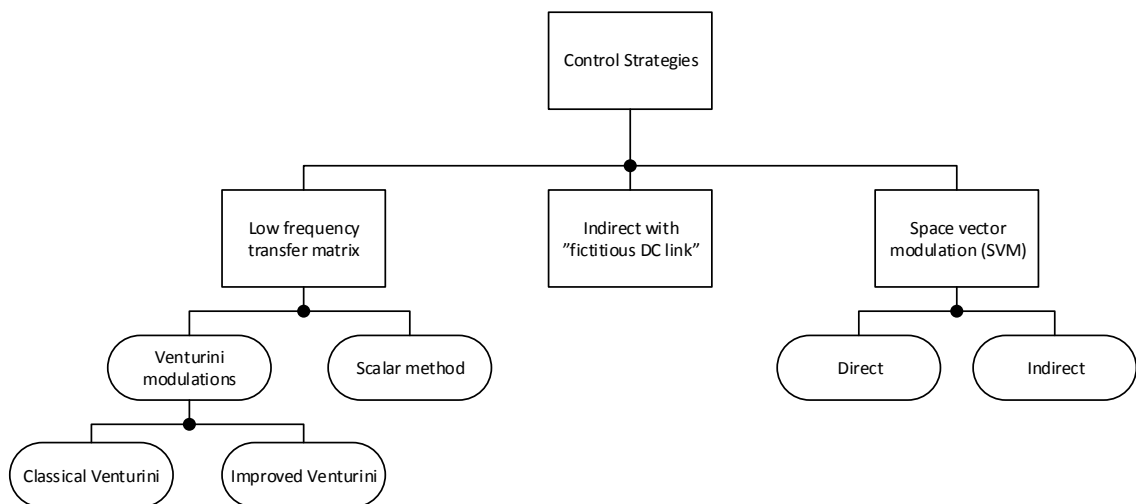 Control Strategies
Low frequency
transfer matrix
Indirect with
”fictitious DC link”
Space vector
modulation (SVM)
Venturini
modulations
Scalar method
Direct
Indirect
Classical Venturini
Improved Venturini